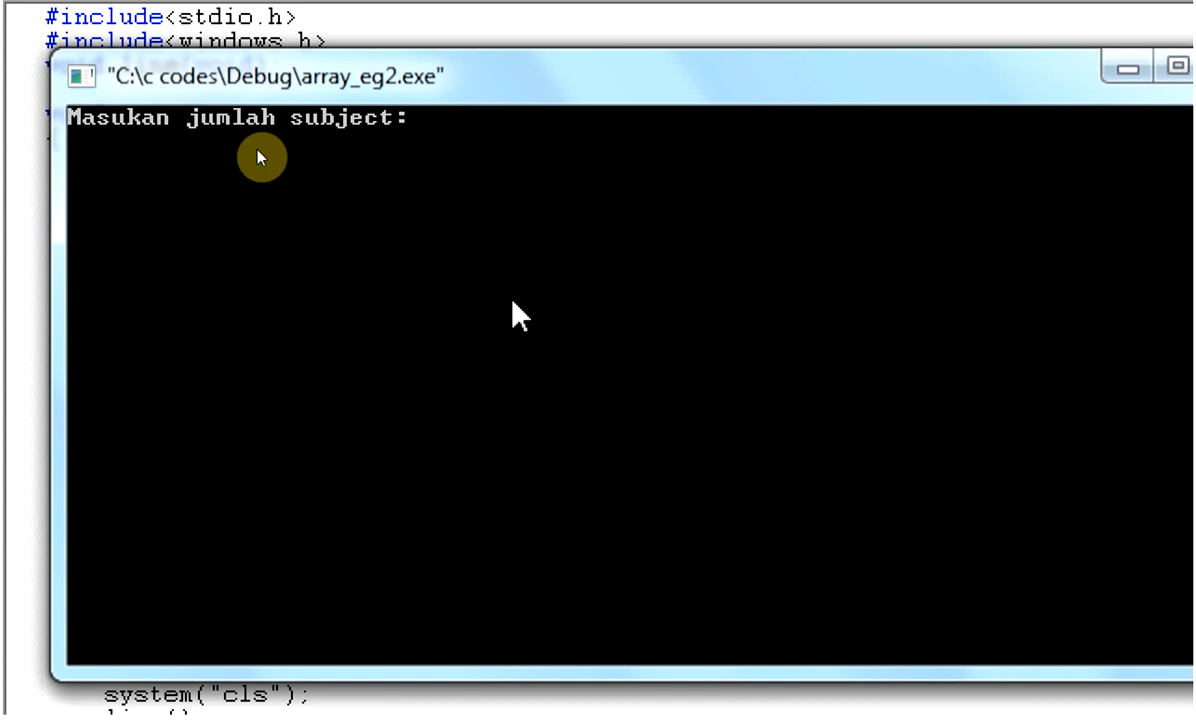 #include<stdio.h>
#include<windows.h>
"C:\c codes\Debug\array_eg2.exe"
Masukan jumlah subject:
system("cls");